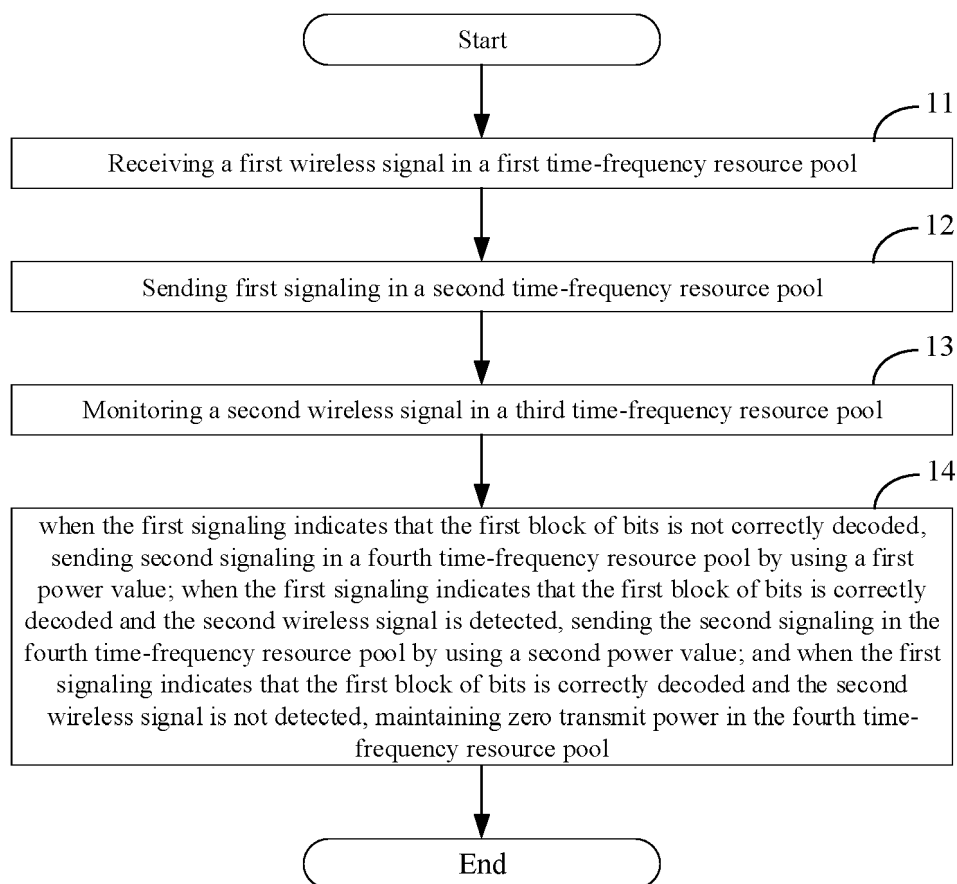 Start
11
Receiving a first wireless signal in a first time-frequency resource pool
12
Sending first signaling in a second time-frequency resource pool
13
Monitoring a second wireless signal in a third time-frequency resource pool
14
when the first signaling indicates that the first block of bits is not correctly decoded,
sending second signaling in a fourth time-frequency resource pool by using a first
power value; when the first signaling indicates that the first block of bits is correctly
decoded and the second wireless signal is detected, sending the second signaling in the
fourth time-frequency resource pool by using a second power value; and when the first
signaling indicates that the first block of bits is correctly decoded and the second
wireless signal is not detected, maintaining zero transmit power in the fourth time-
frequency resource pool
End